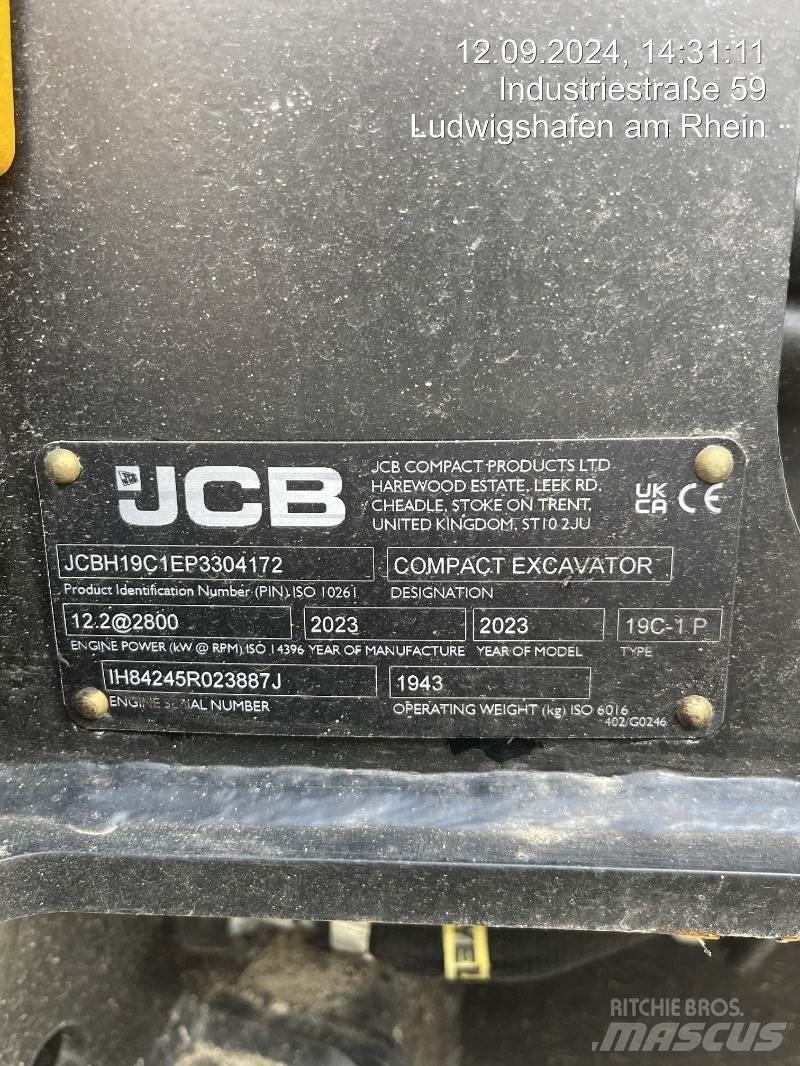 12.09.2024, 14:31:11
Industriestraße 59
Ludwigshafen am Rhein
JCB
JCB COMPACT PRODUCTS LTD
HAREWOOD ESTATE, LEEK RD,
CHEADLE, STOKE ON TRENT,
UNITED KINGDOM, ST10 2JU
UK
CA CE
JCBH19C1EP3304172 COMPACT EXCAVATOR
Product Identification Number (PIN) ISO 10261 DESIGNATION
12.2@2800 2023 2023 19C-1 P
ENGINE POWER (kW @ RPM) ISO 14396 YEAR OF MANUFACTURE YEAR OF MODEL TYPE
IH84245R023887J 1943
ENGINE SERIAL NUMBER OPERATING WEIGHT (kg) ISO 6016
402/G0246
RITCHIE BROS.
MASCUS